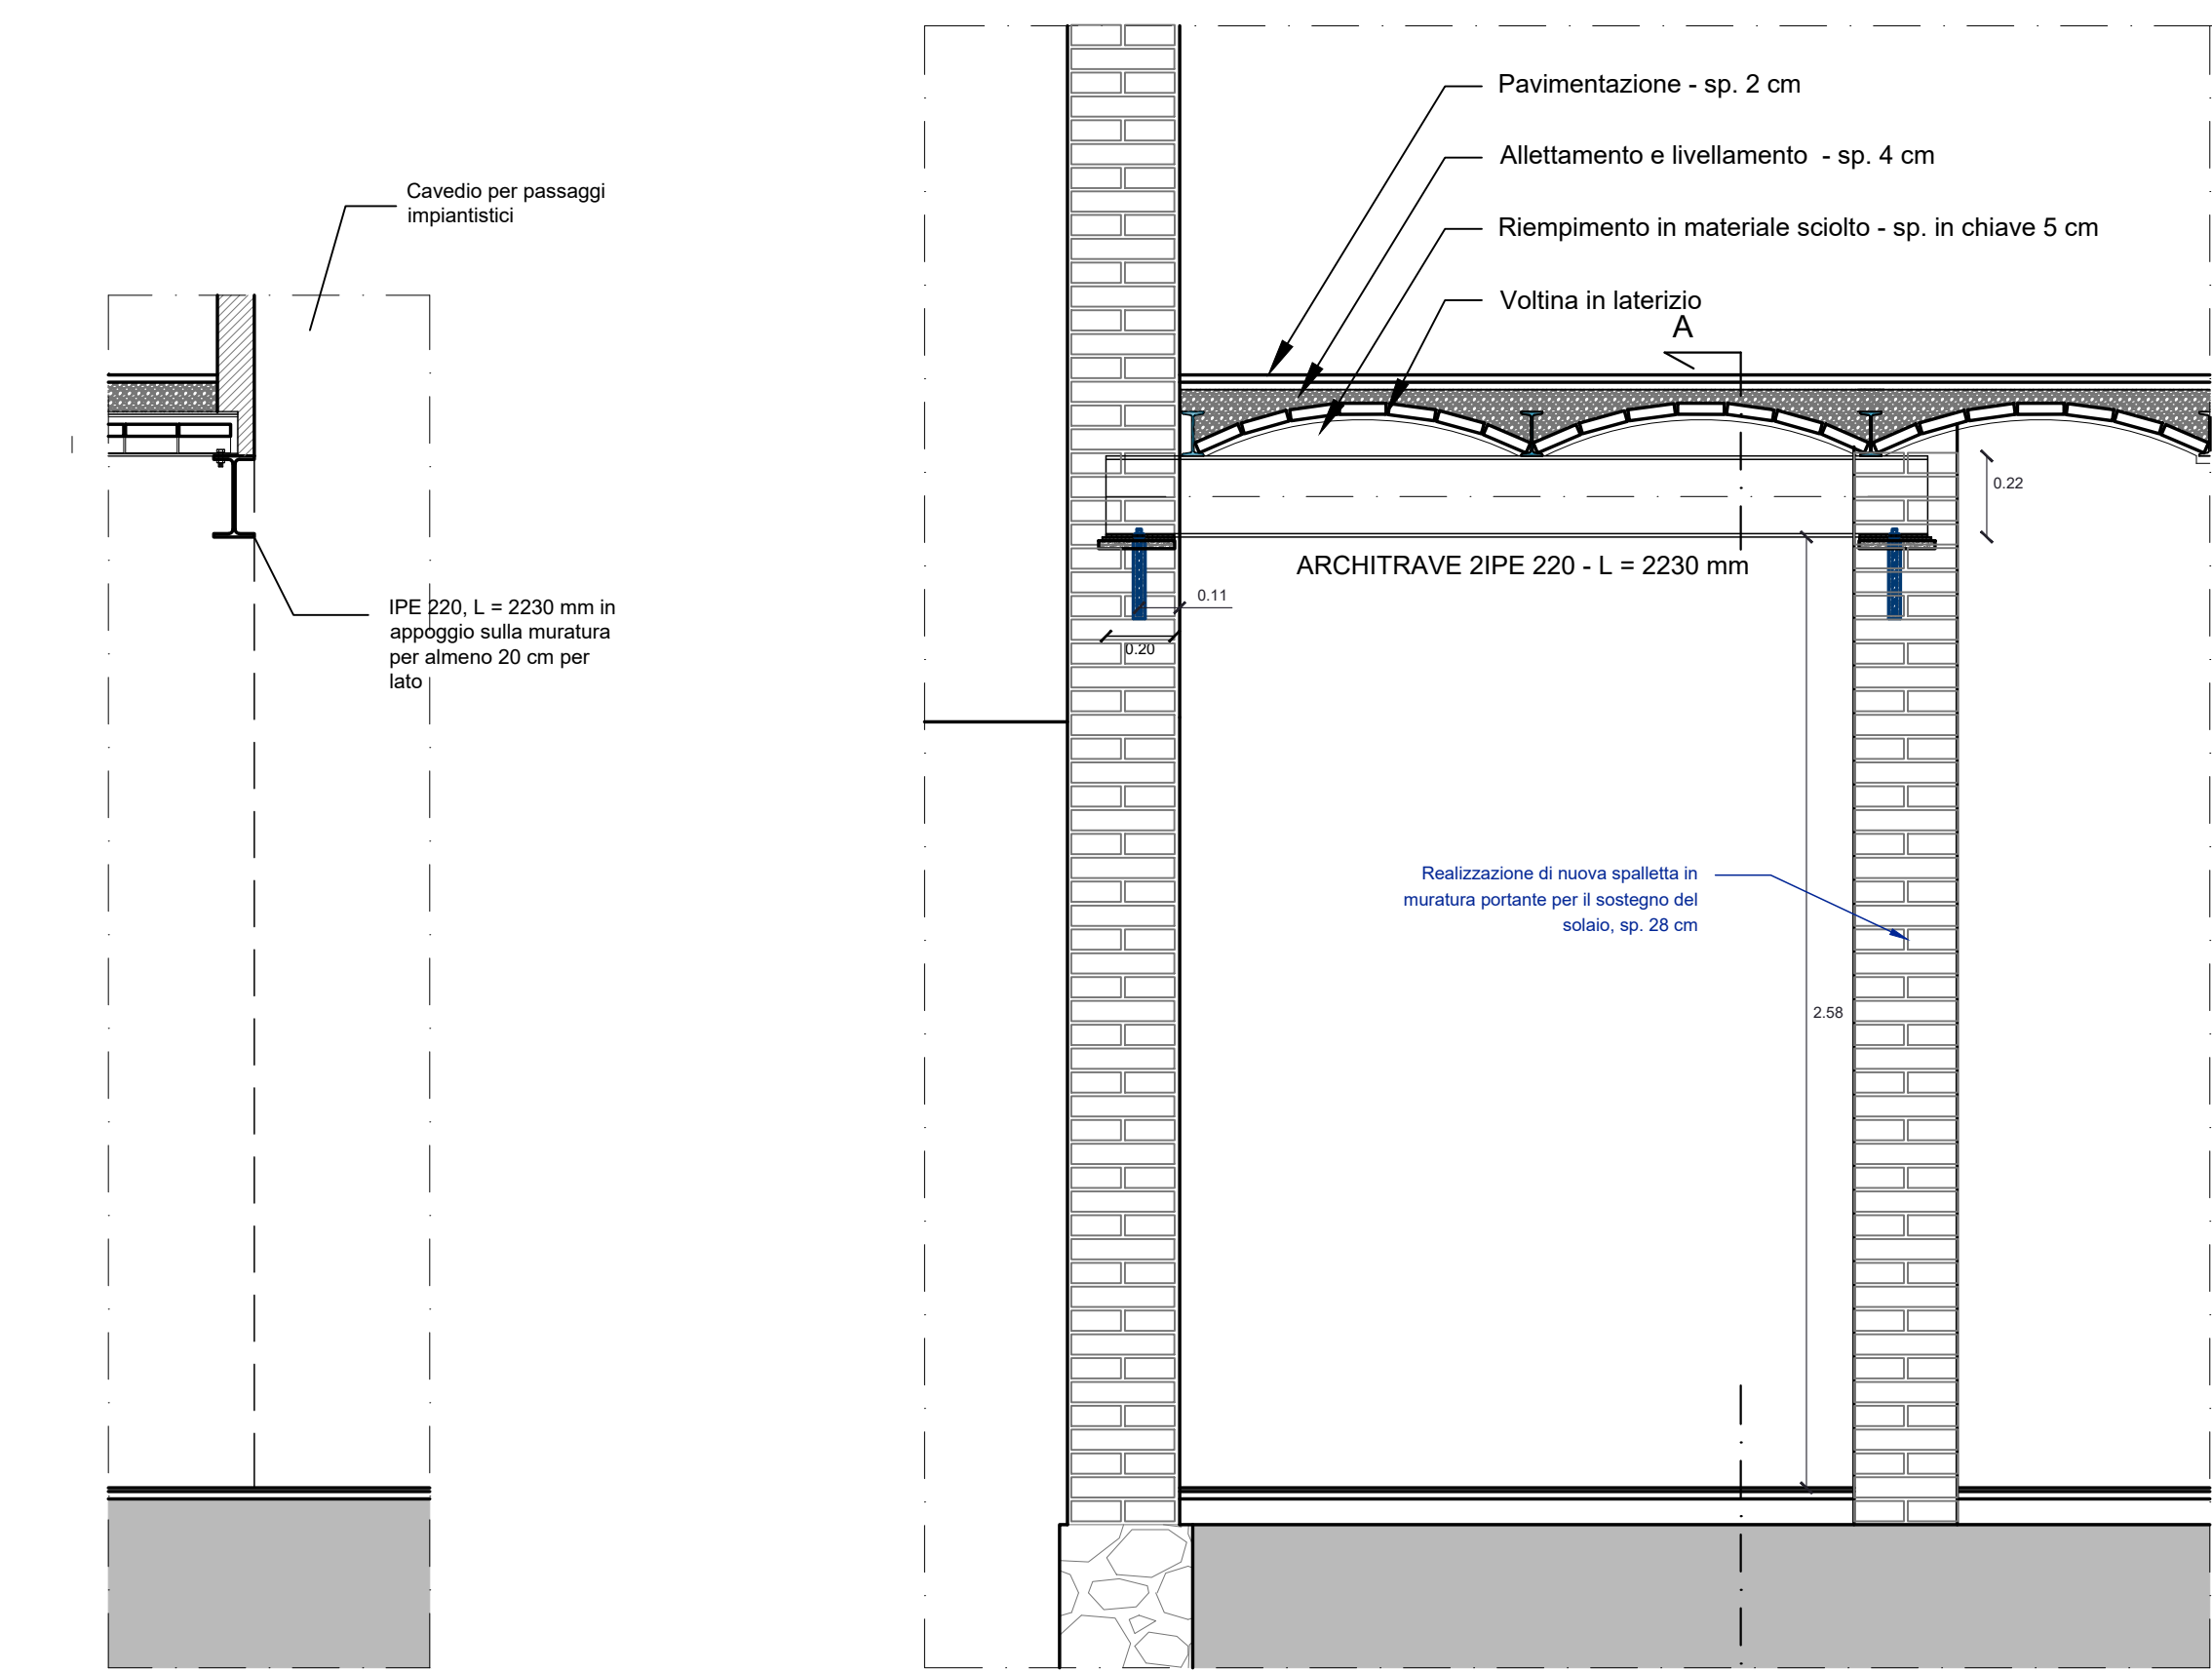 Cavedio per passaggi
impiantistici
IPE 220, L = 2230 mm in
appoggio sulla muratura
per almeno 20 cm per
lato
Pavimentazione - sp. 2 cm
Allettamento e livellamento - sp. 4 cm
Riempimento in materiale sciolto - sp. in chiave 5 cm
Voltina in laterizio
A
0.22
ARCHITRAVE 2IPE 220 - L = 2230 mm
0.11
0.20
Realizzazione di nuova spalletta in
muratura portante per il sostegno del
solaio, sp. 28 cm
2.58